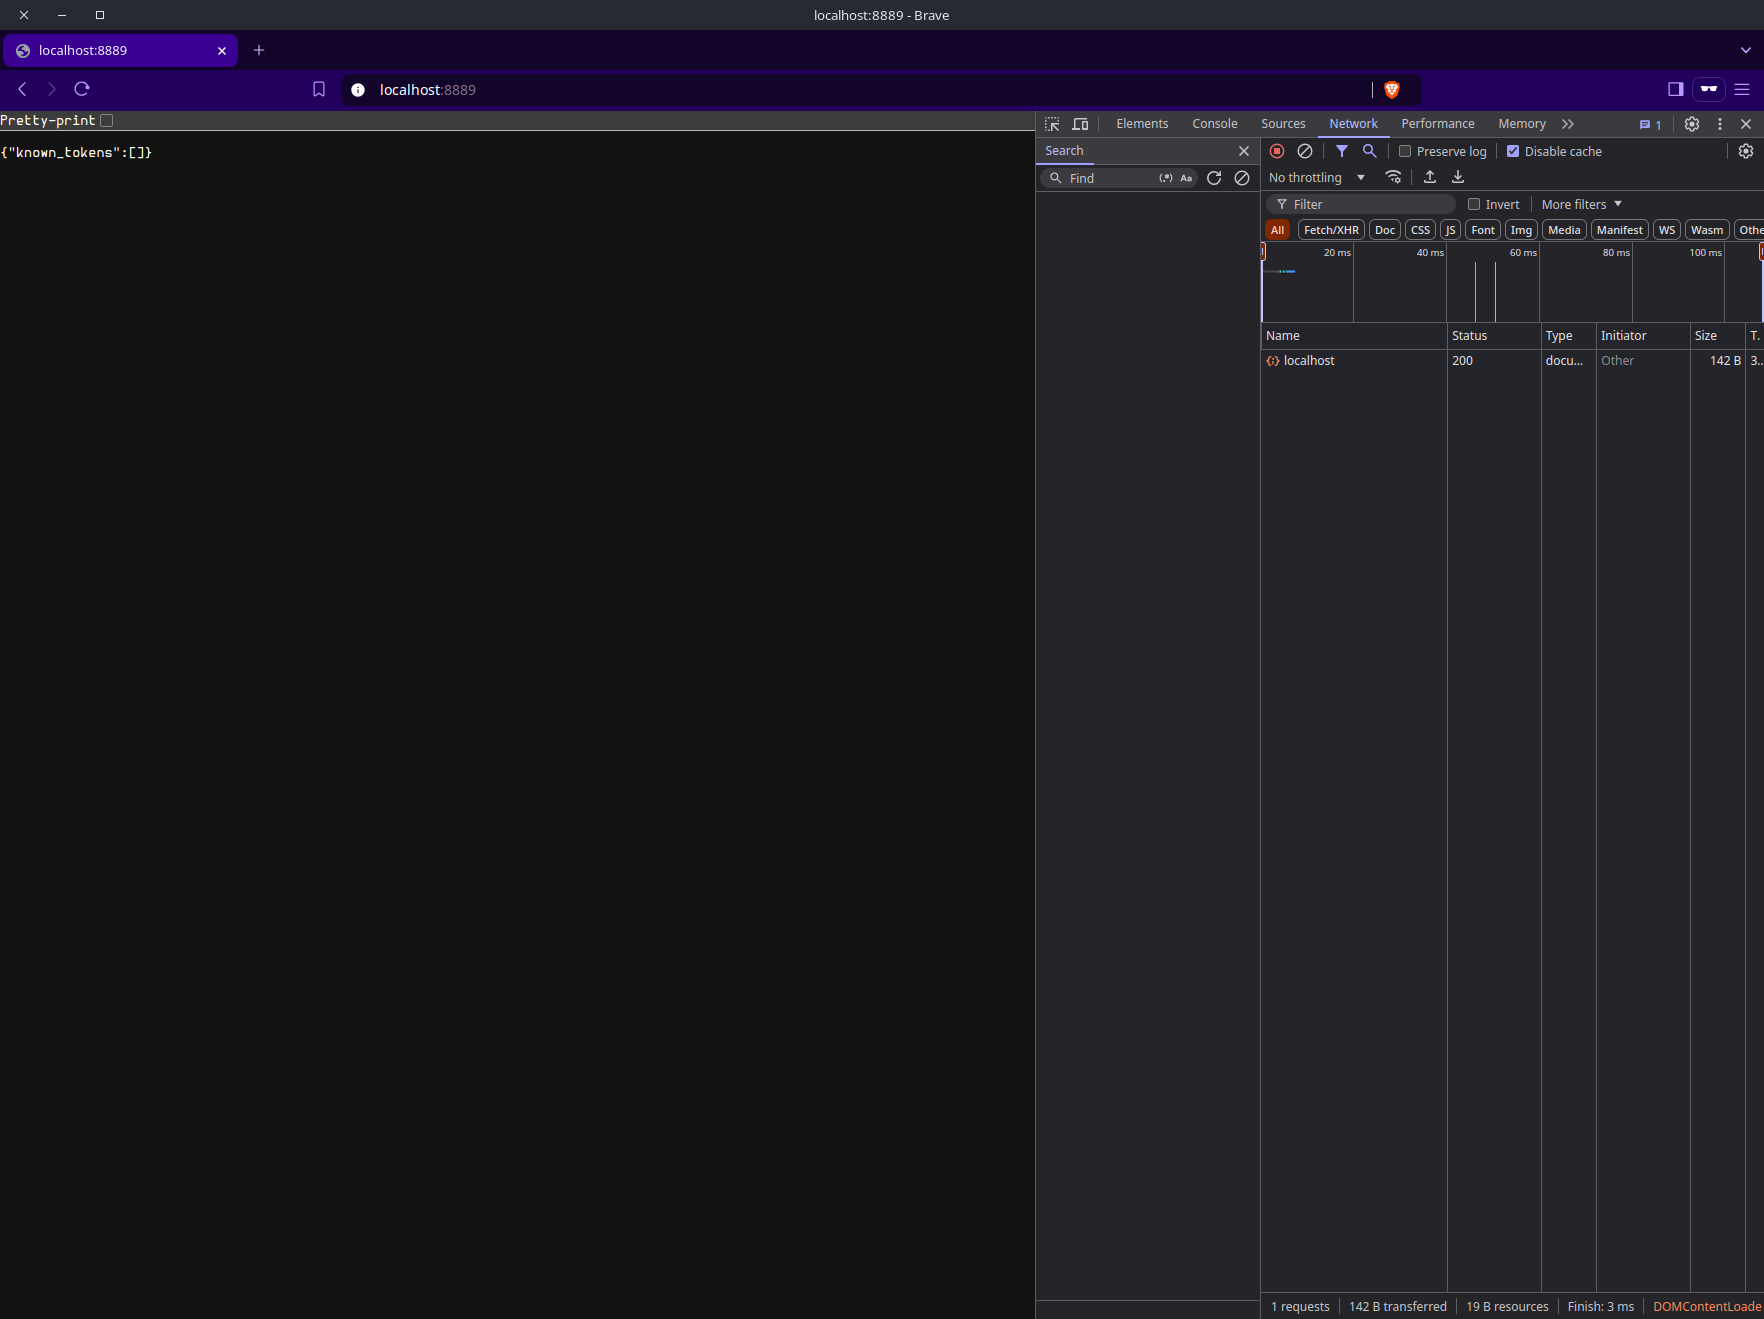 localhost:8889 - Brave
localhost:8889
localhost:8889
Pretty-print
{"known_tokens":[]}
Elements Console Sources Network Performance Memory 1
Search
Find (.*) Aa
Preserve log Disable cache
No throttling
Filter Invert More filters
All Fetch/XHR Doc CSS JS Font Img Media Manifest WS Wasm Othe
20 ms 40 ms 60 ms 80 ms 100 ms
Name Status Type Initiator Size T.
localhost 200 docu... Other 142 B 3..
1 requests 142 B transferred 19 B resources Finish: 3 ms DOMContentLoade